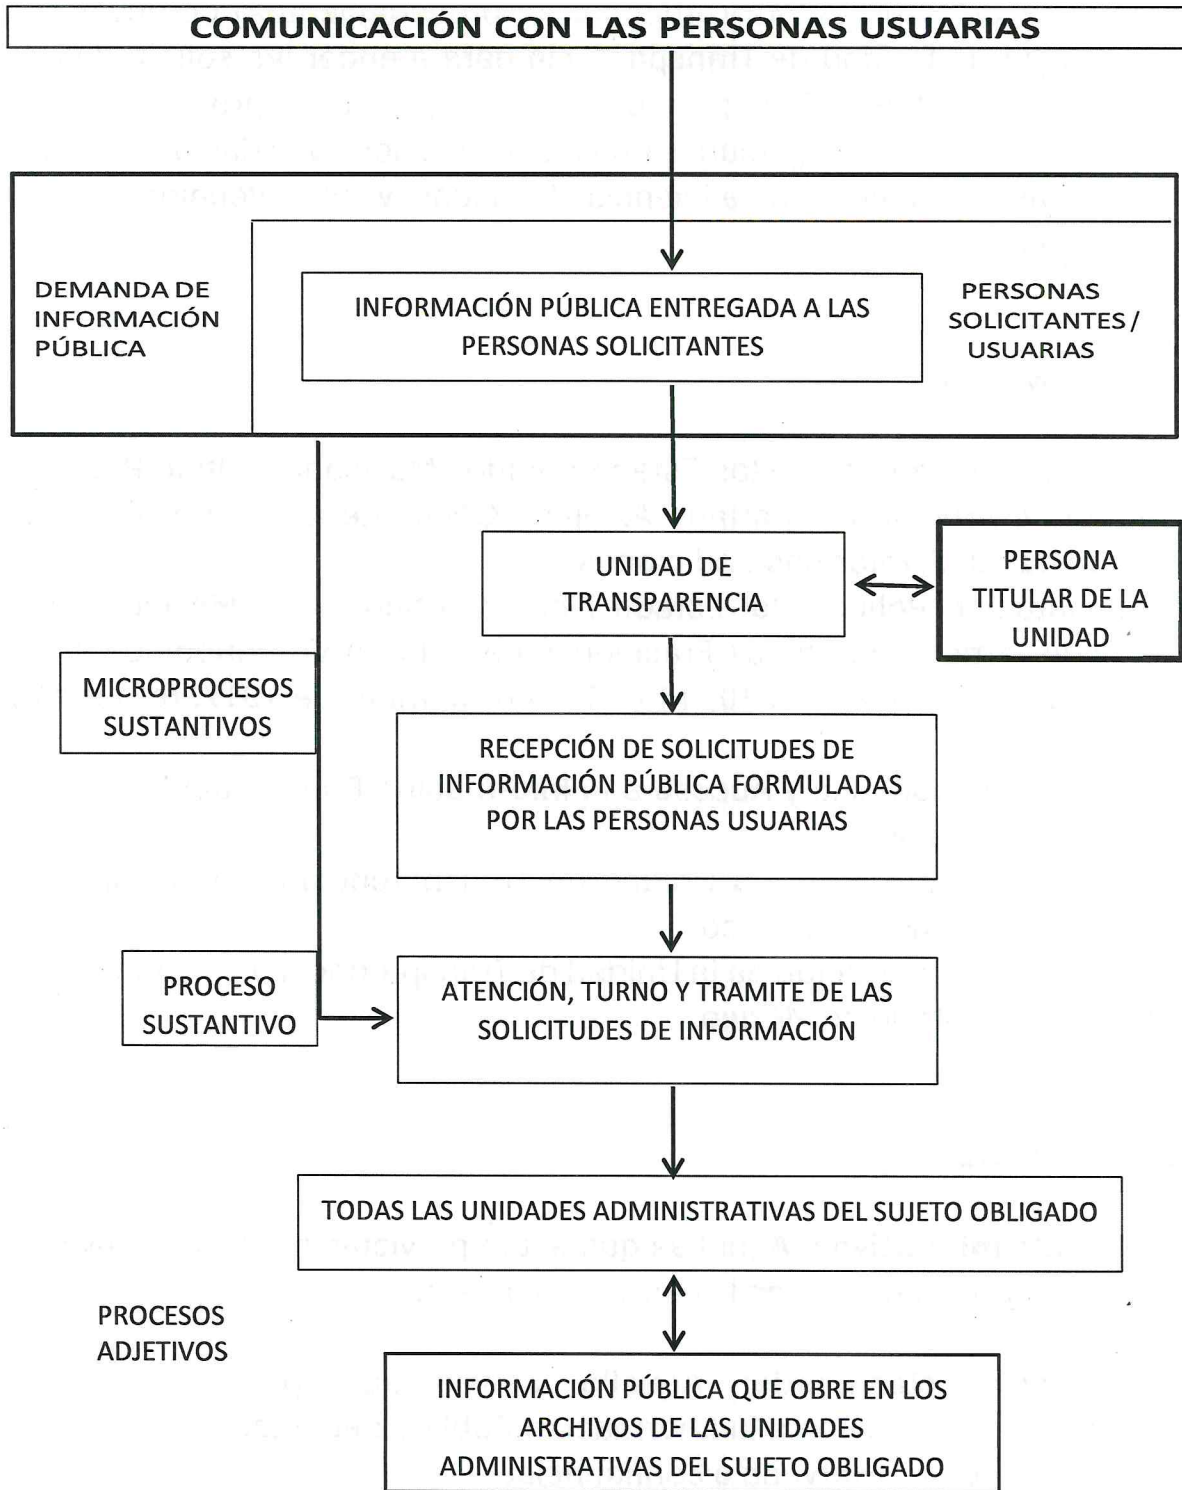 COMUNICACIÓN CON LAS PERSONAS USUARIAS
DEMANDA DE
INFORMACIÓN
PÚBLICA
INFORMACIÓN PÚBLICA ENTREGADA A LAS
PERSONAS SOLICITANTES
PERSONAS
SOLICITANTES /
USUARIAS
UNIDAD DE
TRANSPARENCIA
PERSONA
TITULAR DE LA
UNIDAD
MICROPROCESOS
SUSTANTIVOS
RECEPCIÓN DE SOLICITUDES DE
INFORMACIÓN PÚBLICA FORMULADAS
POR LAS PERSONAS USUARIAS
PROCESO
SUSTANTIVO
ATENCIÓN, TURNO Y TRAMITE DE LAS
SOLICITUDES DE INFORMACIÓN
TODAS LAS UNIDADES ADMINISTRATIVAS DEL SUJETO OBLIGADO
PROCESOS
ADJETIVOS
INFORMACIÓN PÚBLICA QUE OBRE EN LOS
ARCHIVOS DE LAS UNIDADES
ADMINISTRATIVAS DEL SUJETO OBLIGADO